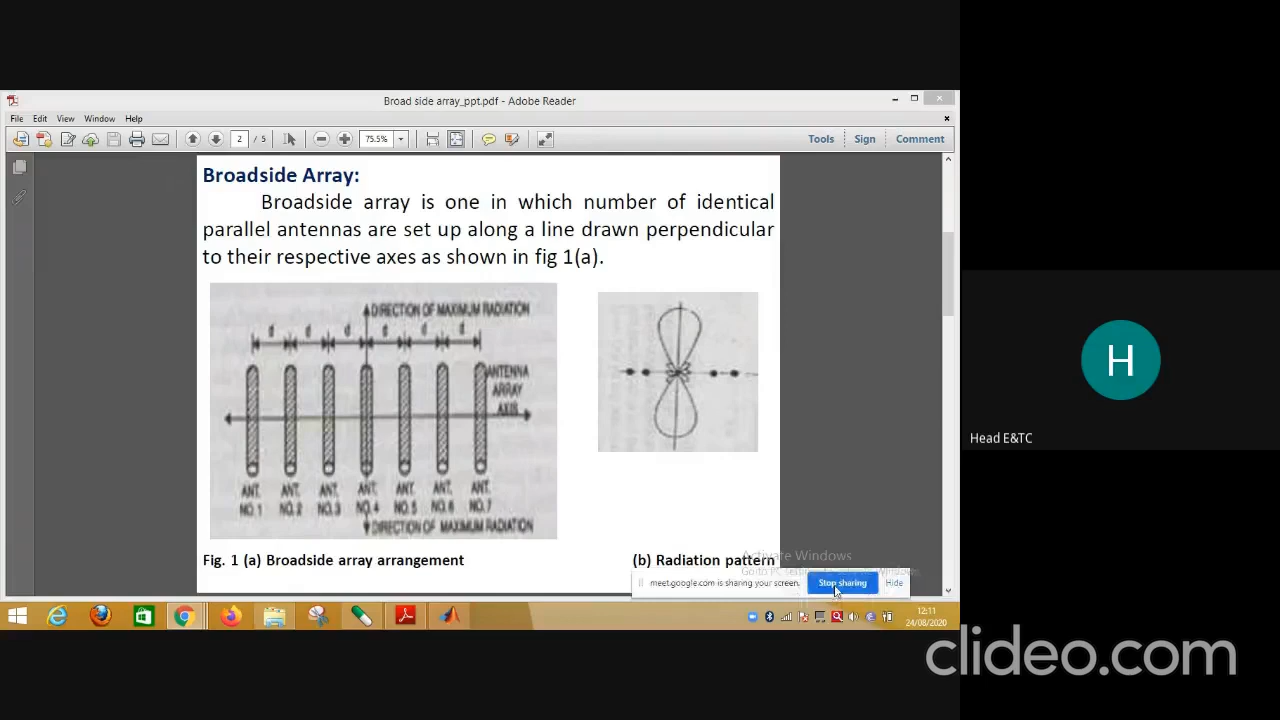 Broad side array_ppt.pdf - Adobe Reader
File Edit View Window Help
2 / 5 75.5% Tools Sign Comment
Broadside Array:
Broadside array is one in which number of identical
parallel antennas are set up along a line drawn perpendicular
to their respective axes as shown in fig 1(a).
DIRECTION OF MAXIMUM RADIATION
d d d d d d
ANTENNA
ARRAY
AXIS
ANT. ANT. ANT. ANT. ANT. ANT. ANT.
NO.1 NO.2 NO.3 NO.4 NO.5 NO.6 NO.7
DIRECTION OF MAXIMUM RADIATION
Fig. 1 (a) Broadside array arrangement (b) Radiation pattern
Activate Windows
Go to PC
meet.google.com is sharing your screen. Stop sharing Hide
12:11
24/08/2020
H
Head E&TC
clideo.com